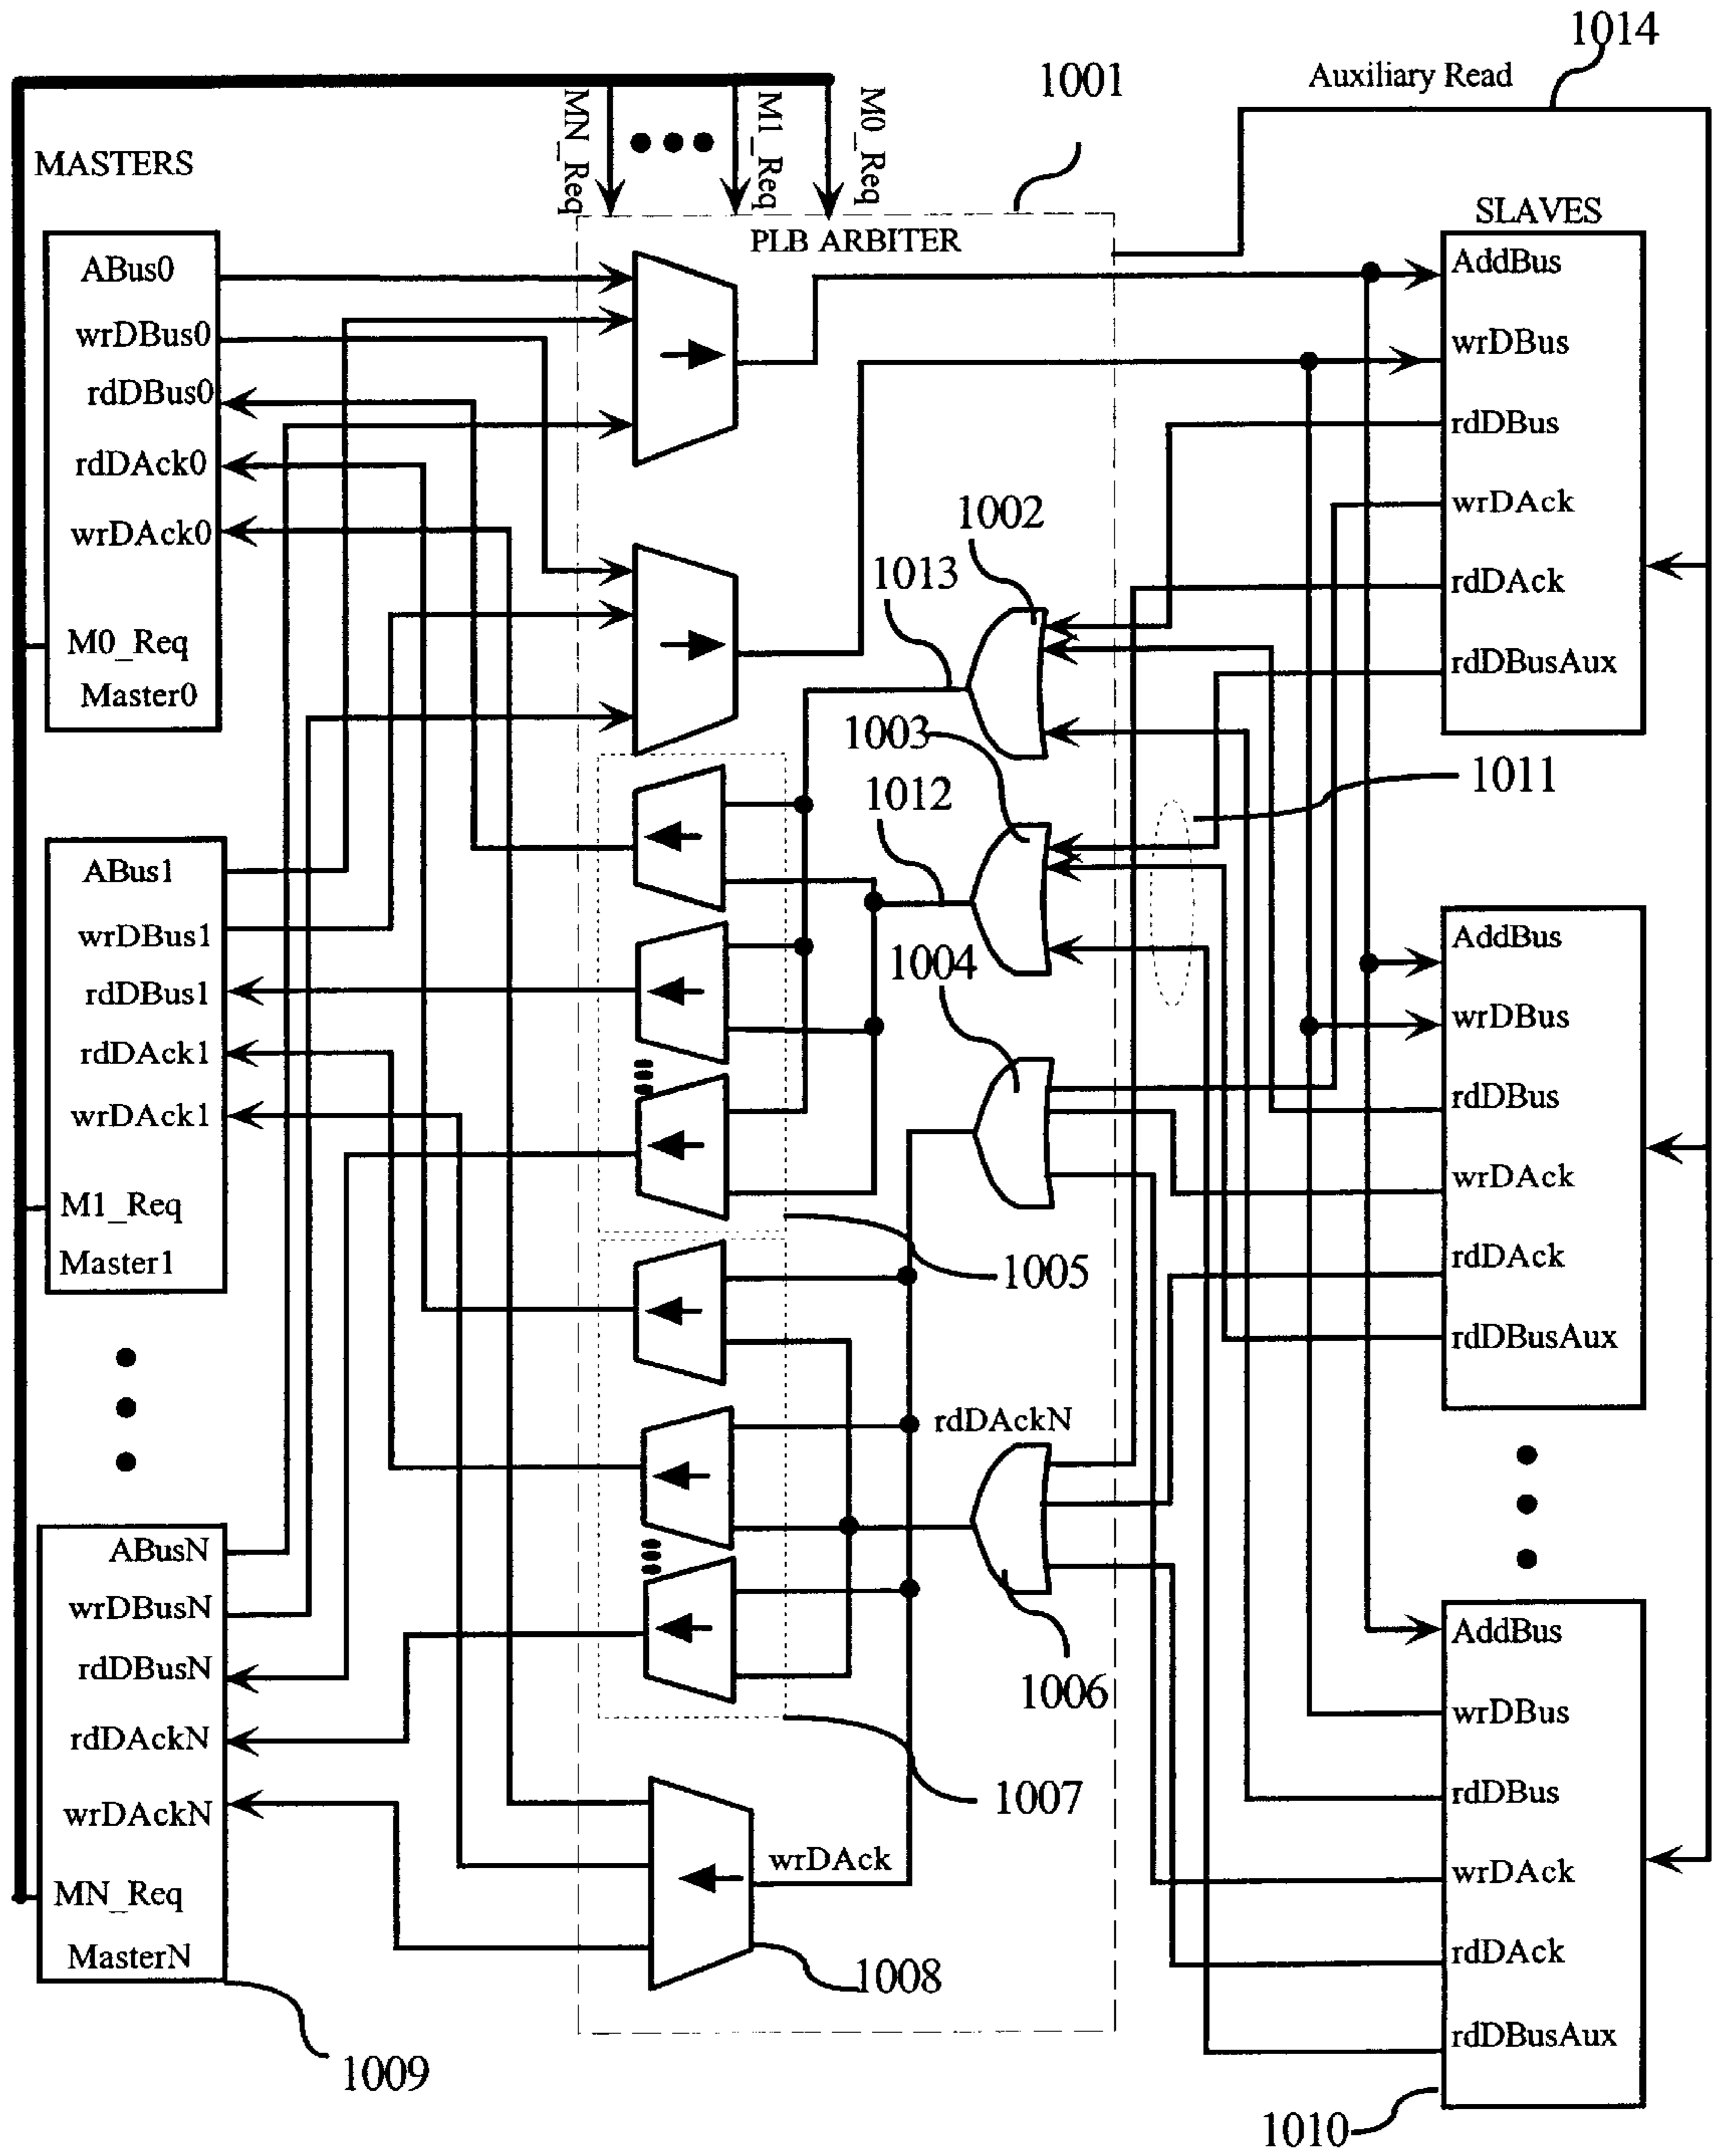 1014
Auxiliary Read
1001
MN_Req
M1_Req
M0_Req
MASTERS
SLAVES
PLB ARBITER
ABus0
wrDBus0
rdDBus0
rdDAck0
wrDAck0
M0_Req
Master0
ABus1
wrDBus1
rdDBus1
rdDAck1
wrDAck1
M1_Req
Master1
ABusN
wrDBusN
rdDBusN
rdDAckN
wrDAckN
MN_Req
MasterN
1009
1002
1013
1003
1012
1004
1005
rdDAckN
1006
1007
wrDAck
1008
1011
AddBus
wrDBus
rdDBus
wrDAck
rdDAck
rdDBusAux
AddBus
wrDBus
rdDBus
wrDAck
rdDAck
rdDBusAux
AddBus
wrDBus
rdDBus
wrDAck
rdDAck
rdDBusAux
1010